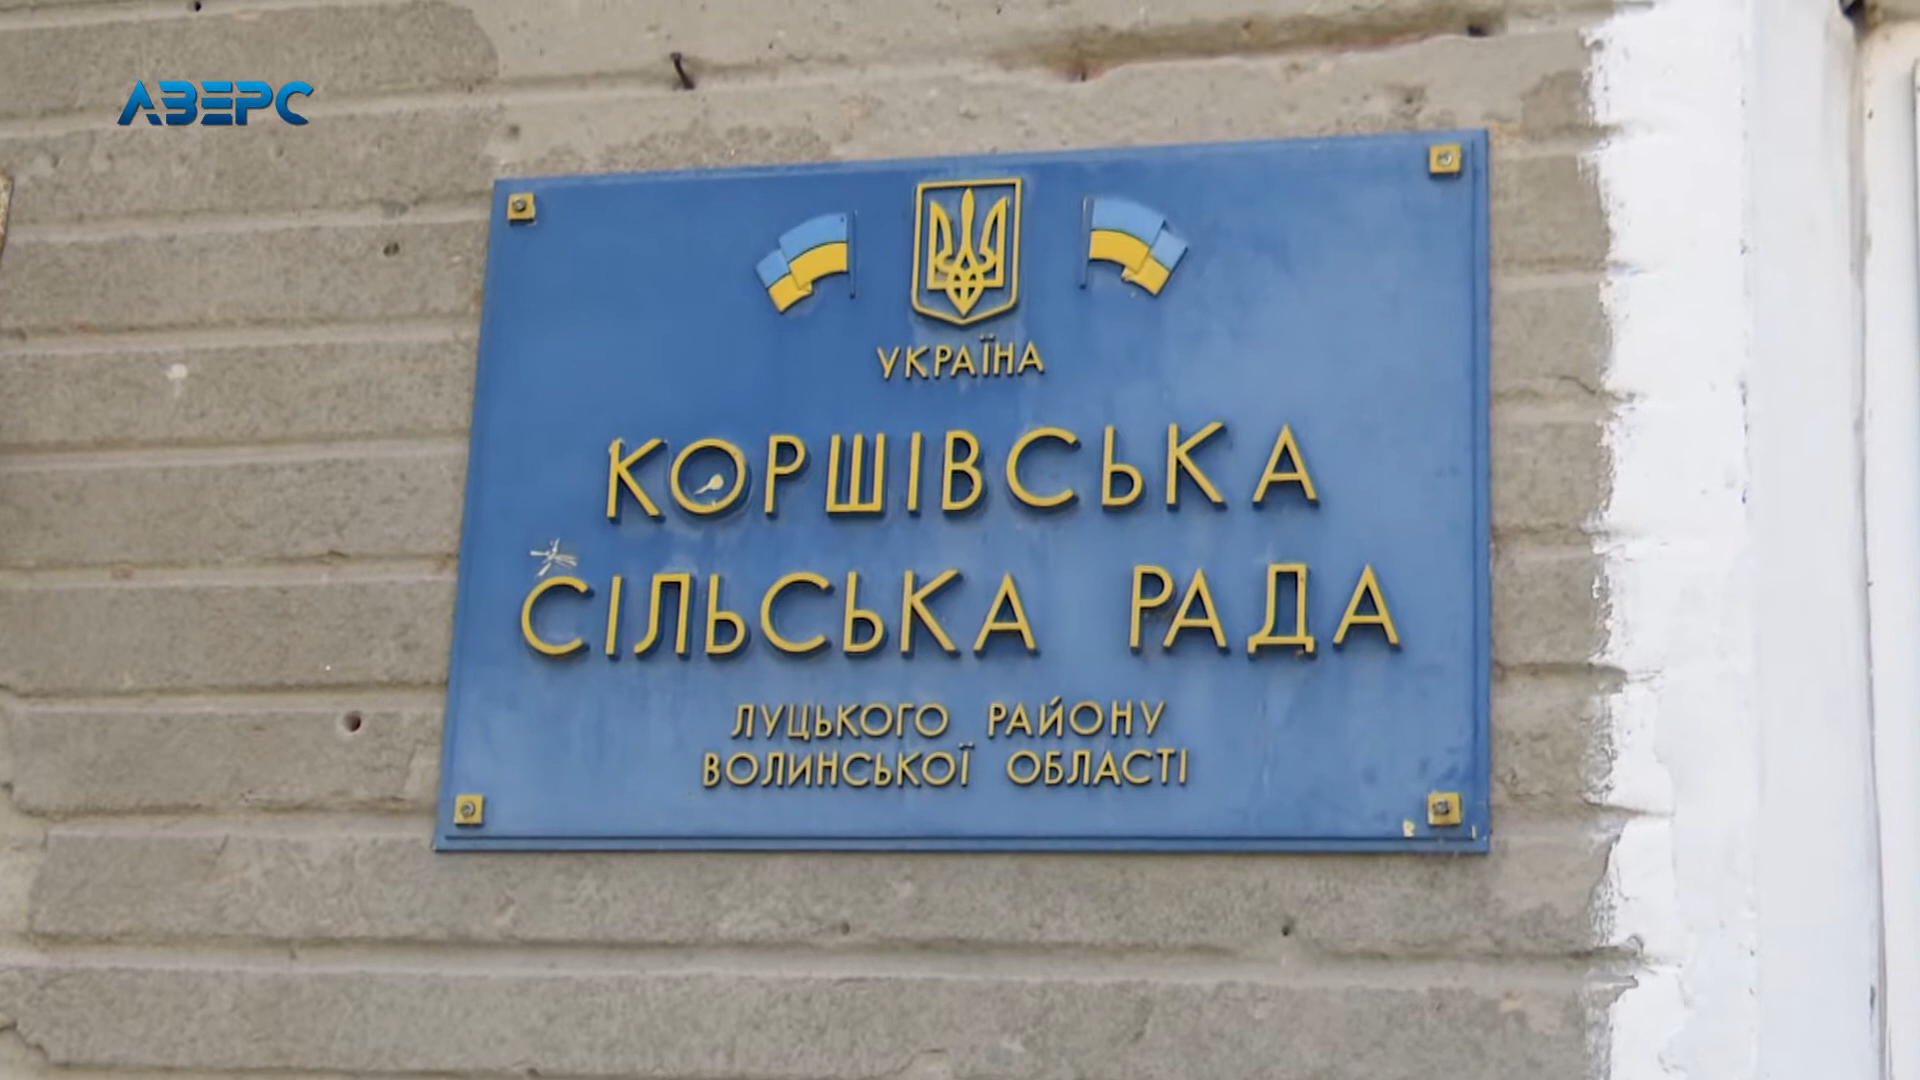 АВЕРС
УКРАЇНА
КОРШІВСЬКА
СІЛЬСЬКА РАДА
ЛУЦЬКОГО РАЙОНУ
ВОЛИНСЬКОЇ ОБЛАСТІ